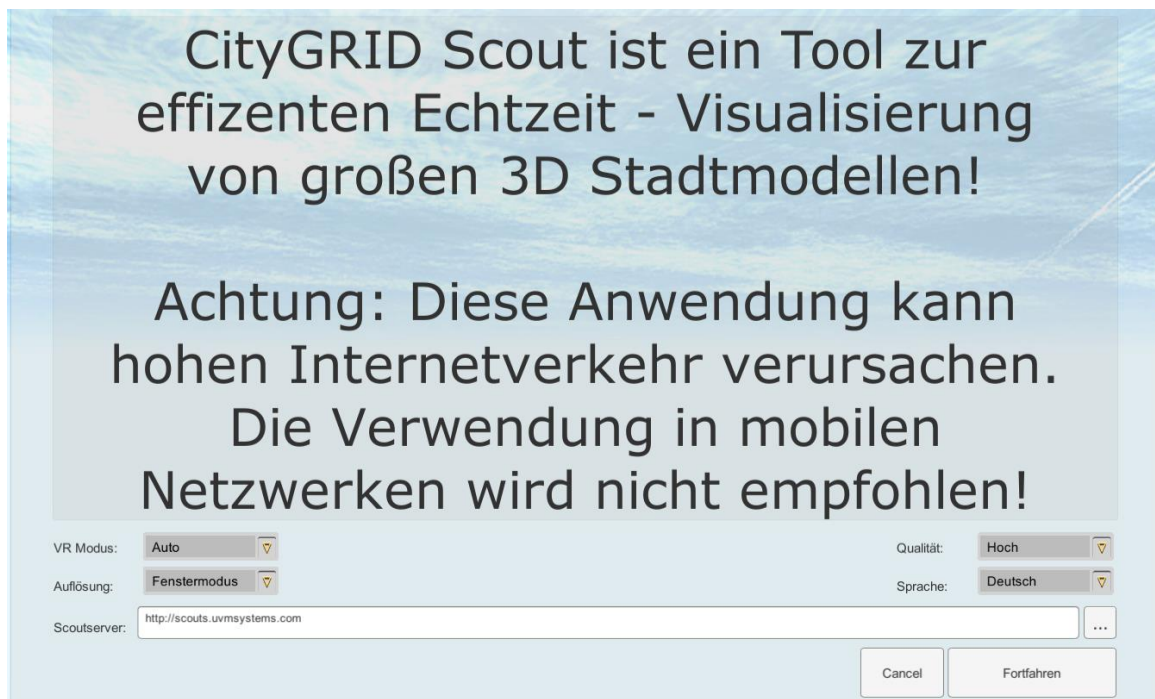 CityGRID Scout ist ein Tool zur
effizenten Echtzeit - Visualisierung
von großen 3D Stadtmodellen!
Achtung: Diese Anwendung kann
hohen Internetverkehr verursachen.
Die Verwendung in mobilen
Netzwerken wird nicht empfohlen!
VR Modus: Auto Qualität: Hoch
Auflösung: Fenstermodus Sprache: Deutsch
Scoutserver: http://scouts.uvmsystems.com ...
Cancel Fortfahren